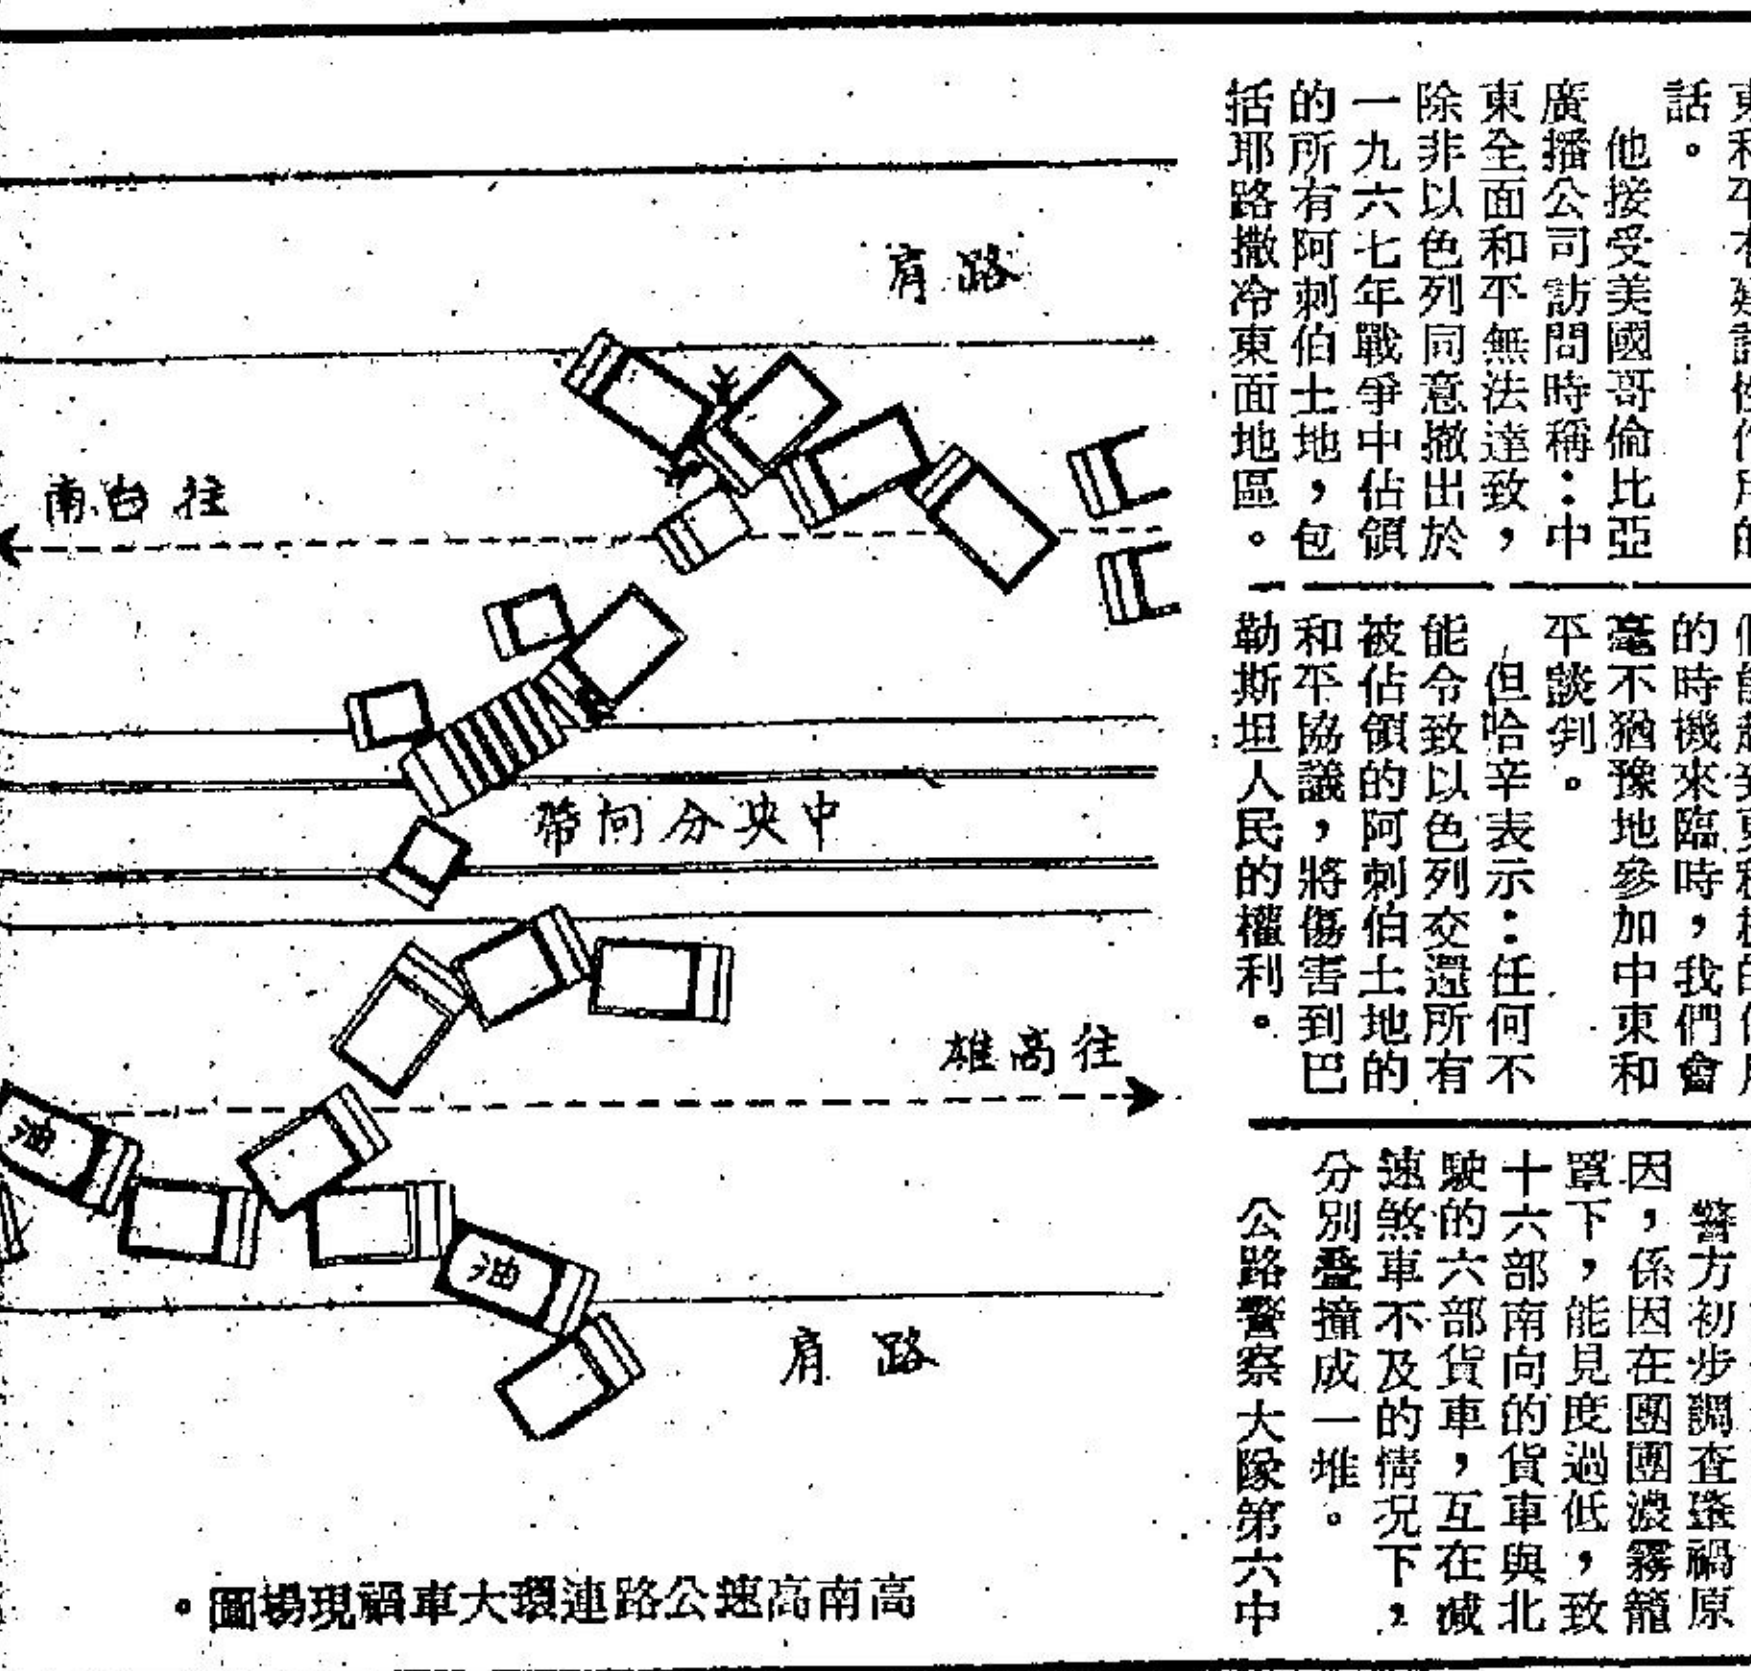 話。
他接受美國哥倫比亞
廣播公司訪問時稱：中
東全面和平無法達致，
除非以色列同意撤出於
一九六七年戰爭中佔領
的所有阿刺伯土地，包
括耶路撒冷東面地區。
的時機來臨時，我們會
毫不猶豫地參加中東和
平談判。
但哈辛表示：任何不
能令致以色列交還所有
被佔領的阿刺伯土地的
和平協議，將傷害到巴
勒斯坦人民的權利。
警方初步調查車禍原
因，係因在團團濃霧籠
罩下，能見度過低，致
十六部南向的貨車與北
駛的六部貨車，互在减
速煞車不及的情況下，
分別疊撞成一堆。
公路警察大隊第六中
路肩
往台南
中央分向帶
往高雄
油
油
路肩
高南高速公路連環大車禍現場圖。